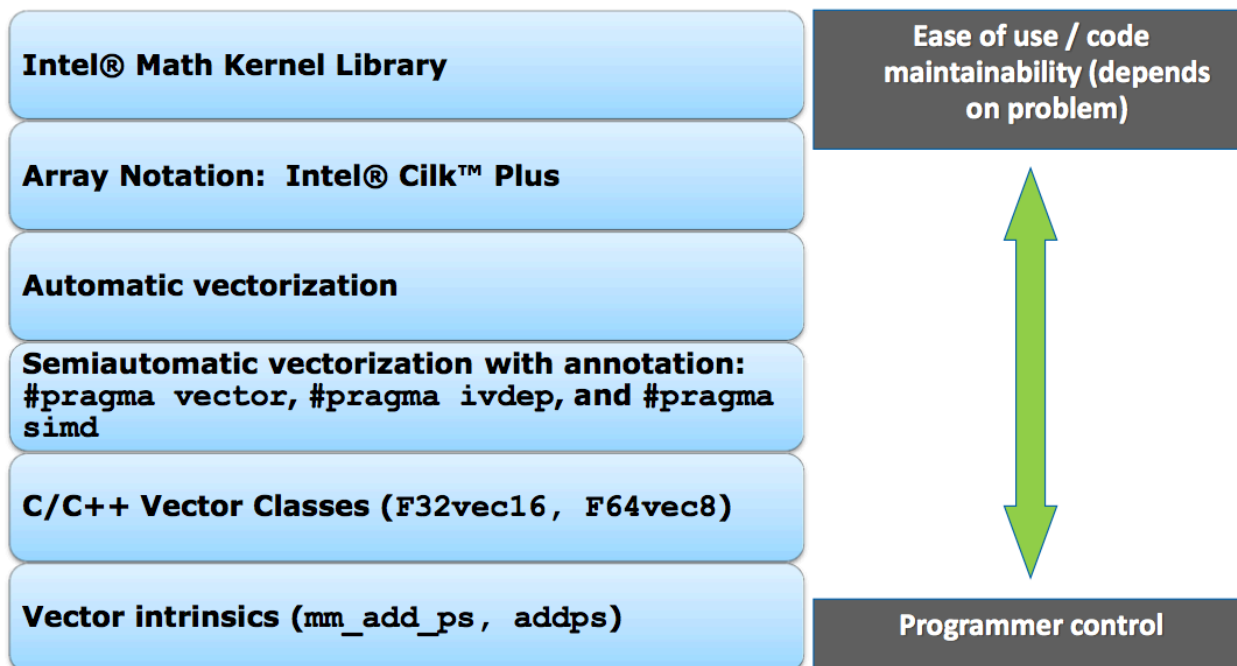 Intel® Math Kernel Library
Array Notation: Intel® Cilk™ Plus
Automatic vectorization
Semiautomatic vectorization with annotation:
#pragma vector, #pragma ivdep, and #pragma
simd
C/C++ Vector Classes (F32vec16, F64vec8)
Vector intrinsics (mm_add_ps, addps)
Ease of use / code
maintainability (depends
on problem)
Programmer control